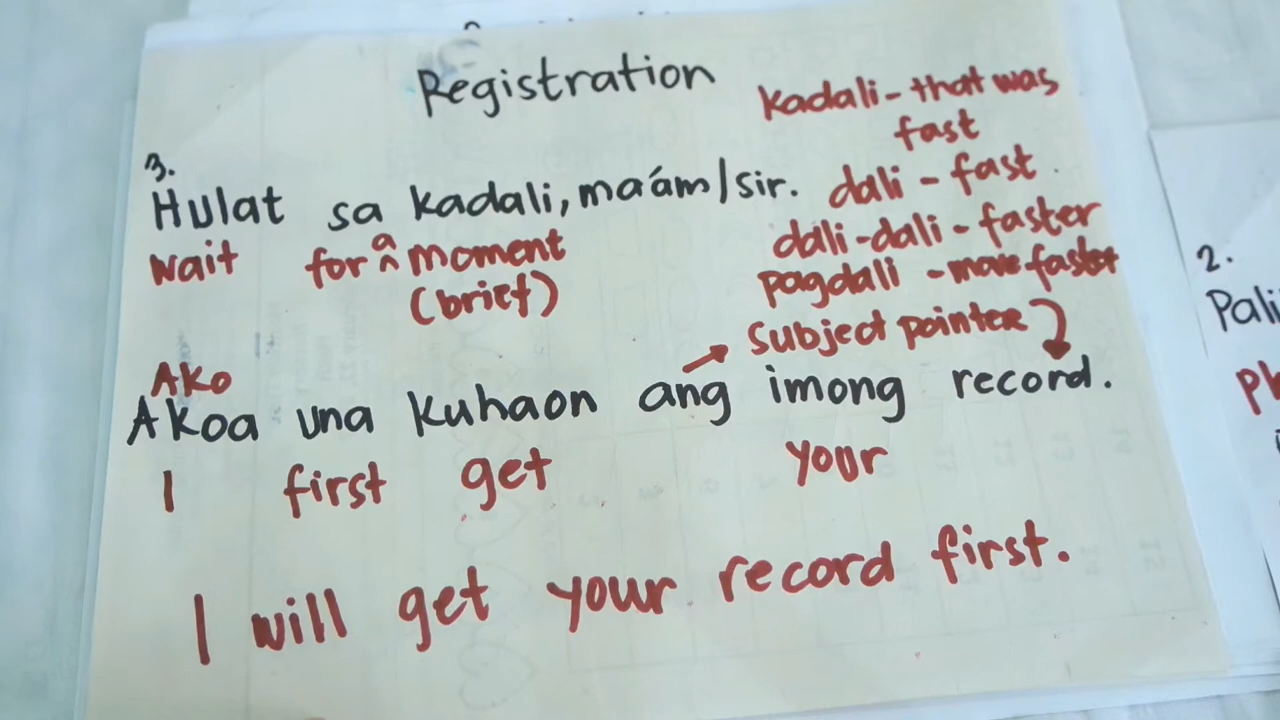 Registration
Kadali - that was
fast
3.
Hulat sa kadali, ma'am/sir.
dali - fast
wait for a moment
(brief)
dali-dali - faster
pagdali - move faster
subject pointer
Ako
Akoa una kuhaon ang imong record.
I first get your
I will get your record first.
2.